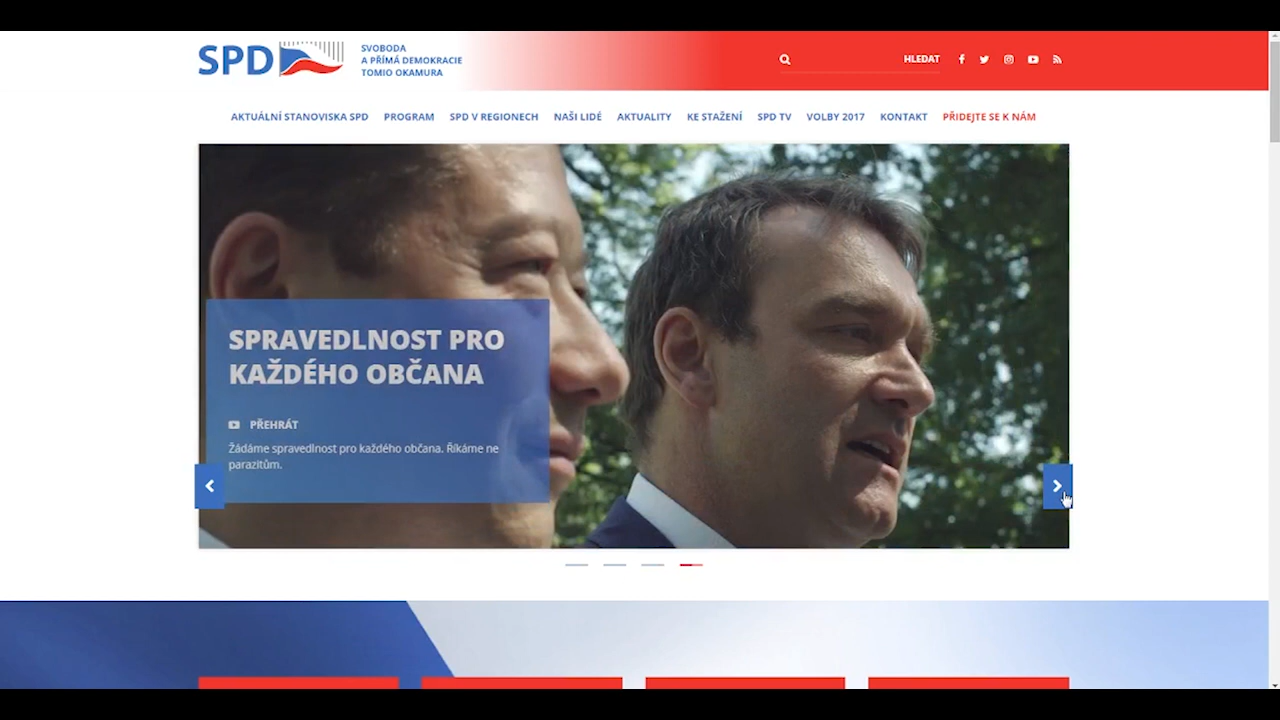 SPD
SVOBODA
A PŘÍMÁ DEMOKRACIE
TOMIO OKAMURA
HLEDAT
AKTUÁLNÍ STANOVISKA SPD PROGRAM SPD V REGIONECH NAŠI LIDÉ AKTUALITY KE STAŽENÍ SPD TV VOLBY 2017 KONTAKT PŘIDEJTE SE K NÁM
SPRAVEDLNOST PRO
KAŽDÉHO OBČANA
PŘEHRÁT
Žádáme spravedlnost pro každého občana. Říkáme ne
parazitům.